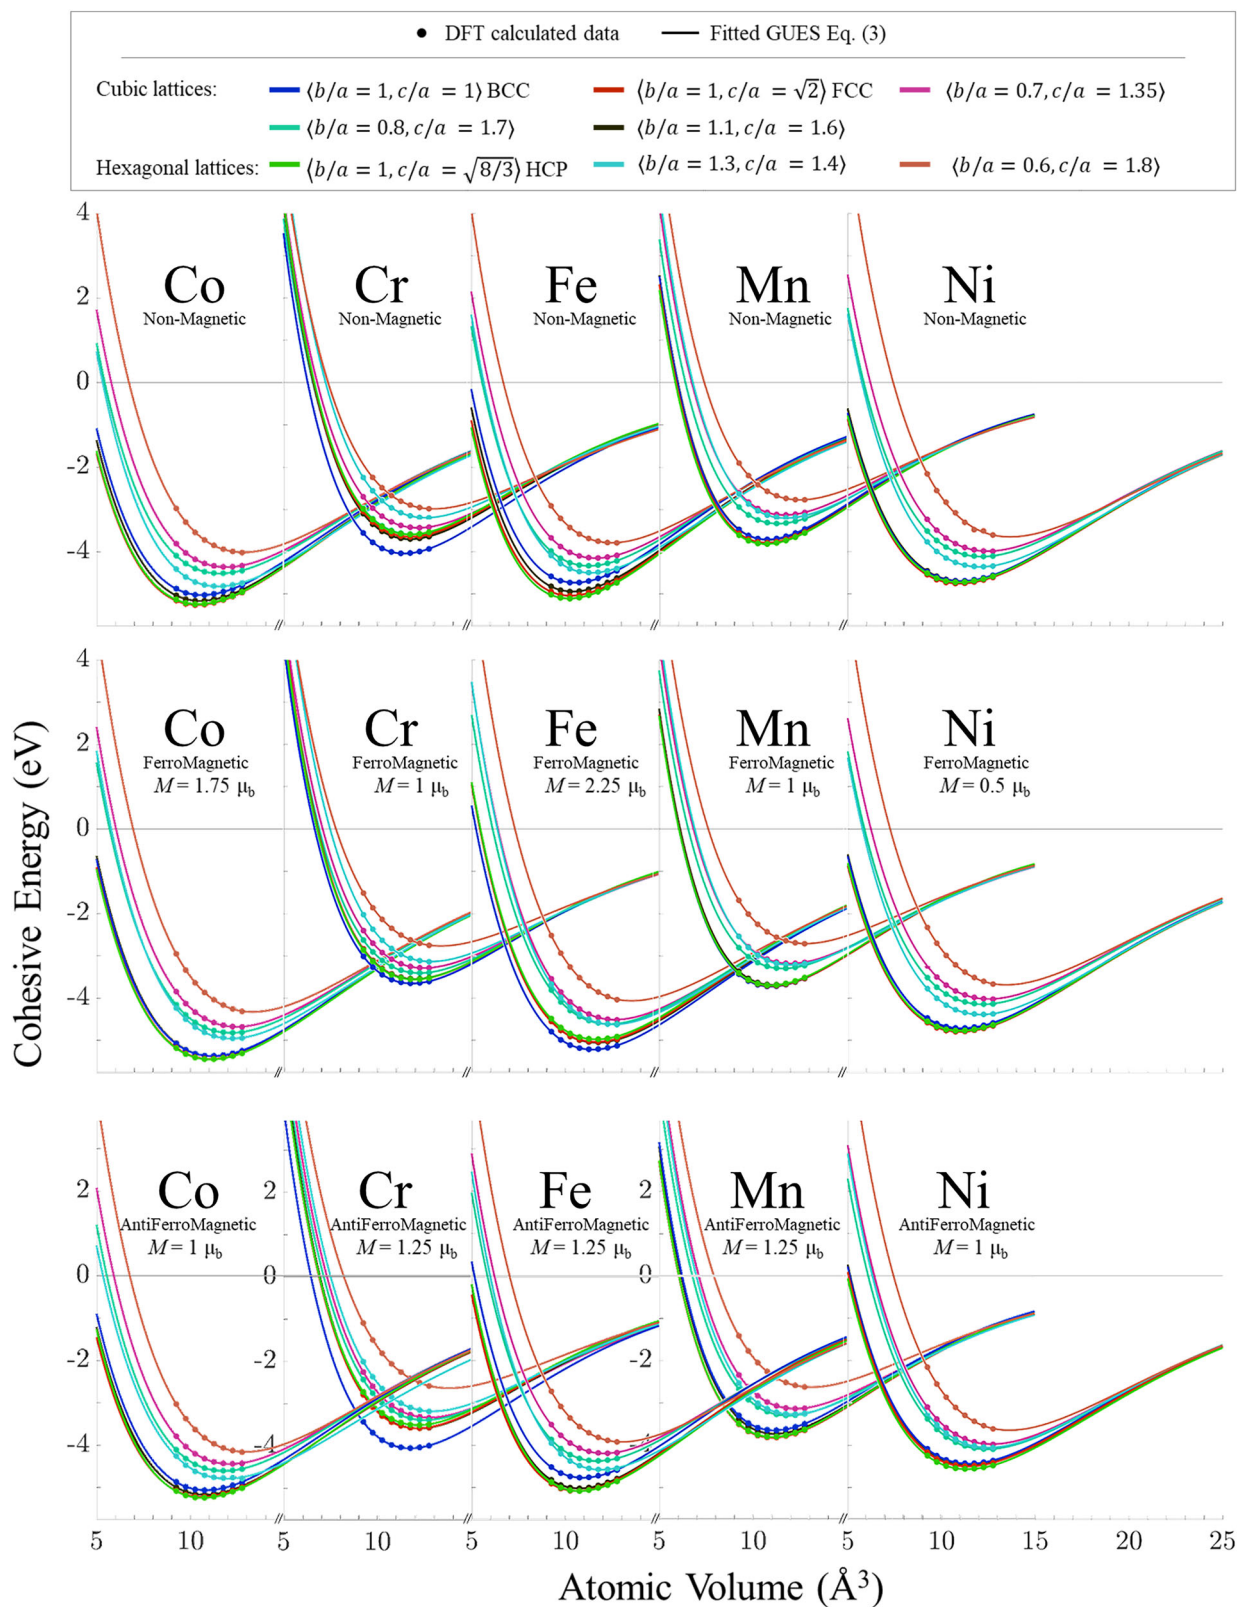 DFT calculated data — Fitted GUES Eq. (3)
Cubic lattices: ⟨b/a = 1, c/a = 1⟩ BCC ⟨b/a = 1, c/a = √2⟩ FCC ⟨b/a = 0.7, c/a = 1.35⟩
⟨b/a = 0.8, c/a = 1.7⟩ ⟨b/a = 1.1, c/a = 1.6⟩
Hexagonal lattices: ⟨b/a = 1, c/a = √8/3⟩ HCP ⟨b/a = 1.3, c/a = 1.4⟩ ⟨b/a = 0.6, c/a = 1.8⟩
4
2
0
-2
-4
Co Cr Fe Mn Ni
Non-Magnetic Non-Magnetic Non-Magnetic Non-Magnetic Non-Magnetic
4
2
0
-2
-4
Co Cr Fe Mn Ni
FerroMagnetic FerroMagnetic FerroMagnetic FerroMagnetic FerroMagnetic
M = 1.75 μb M = 1 μb M = 2.25 μb M = 1 μb M = 0.5 μb
Cohesive Energy (eV)
2 2 2
0 0 0
-2 -2 -2
-4 -4 -4
Co Cr Fe Mn Ni
AntiFerroMagnetic AntiFerroMagnetic AntiFerroMagnetic AntiFerroMagnetic AntiFerroMagnetic
M = 1 μb M = 1.25 μb M = 1.25 μb M = 1.25 μb M = 1 μb
5 10 5 10 5 10 5 10 5 10 15 20 25
Atomic Volume (Å³)